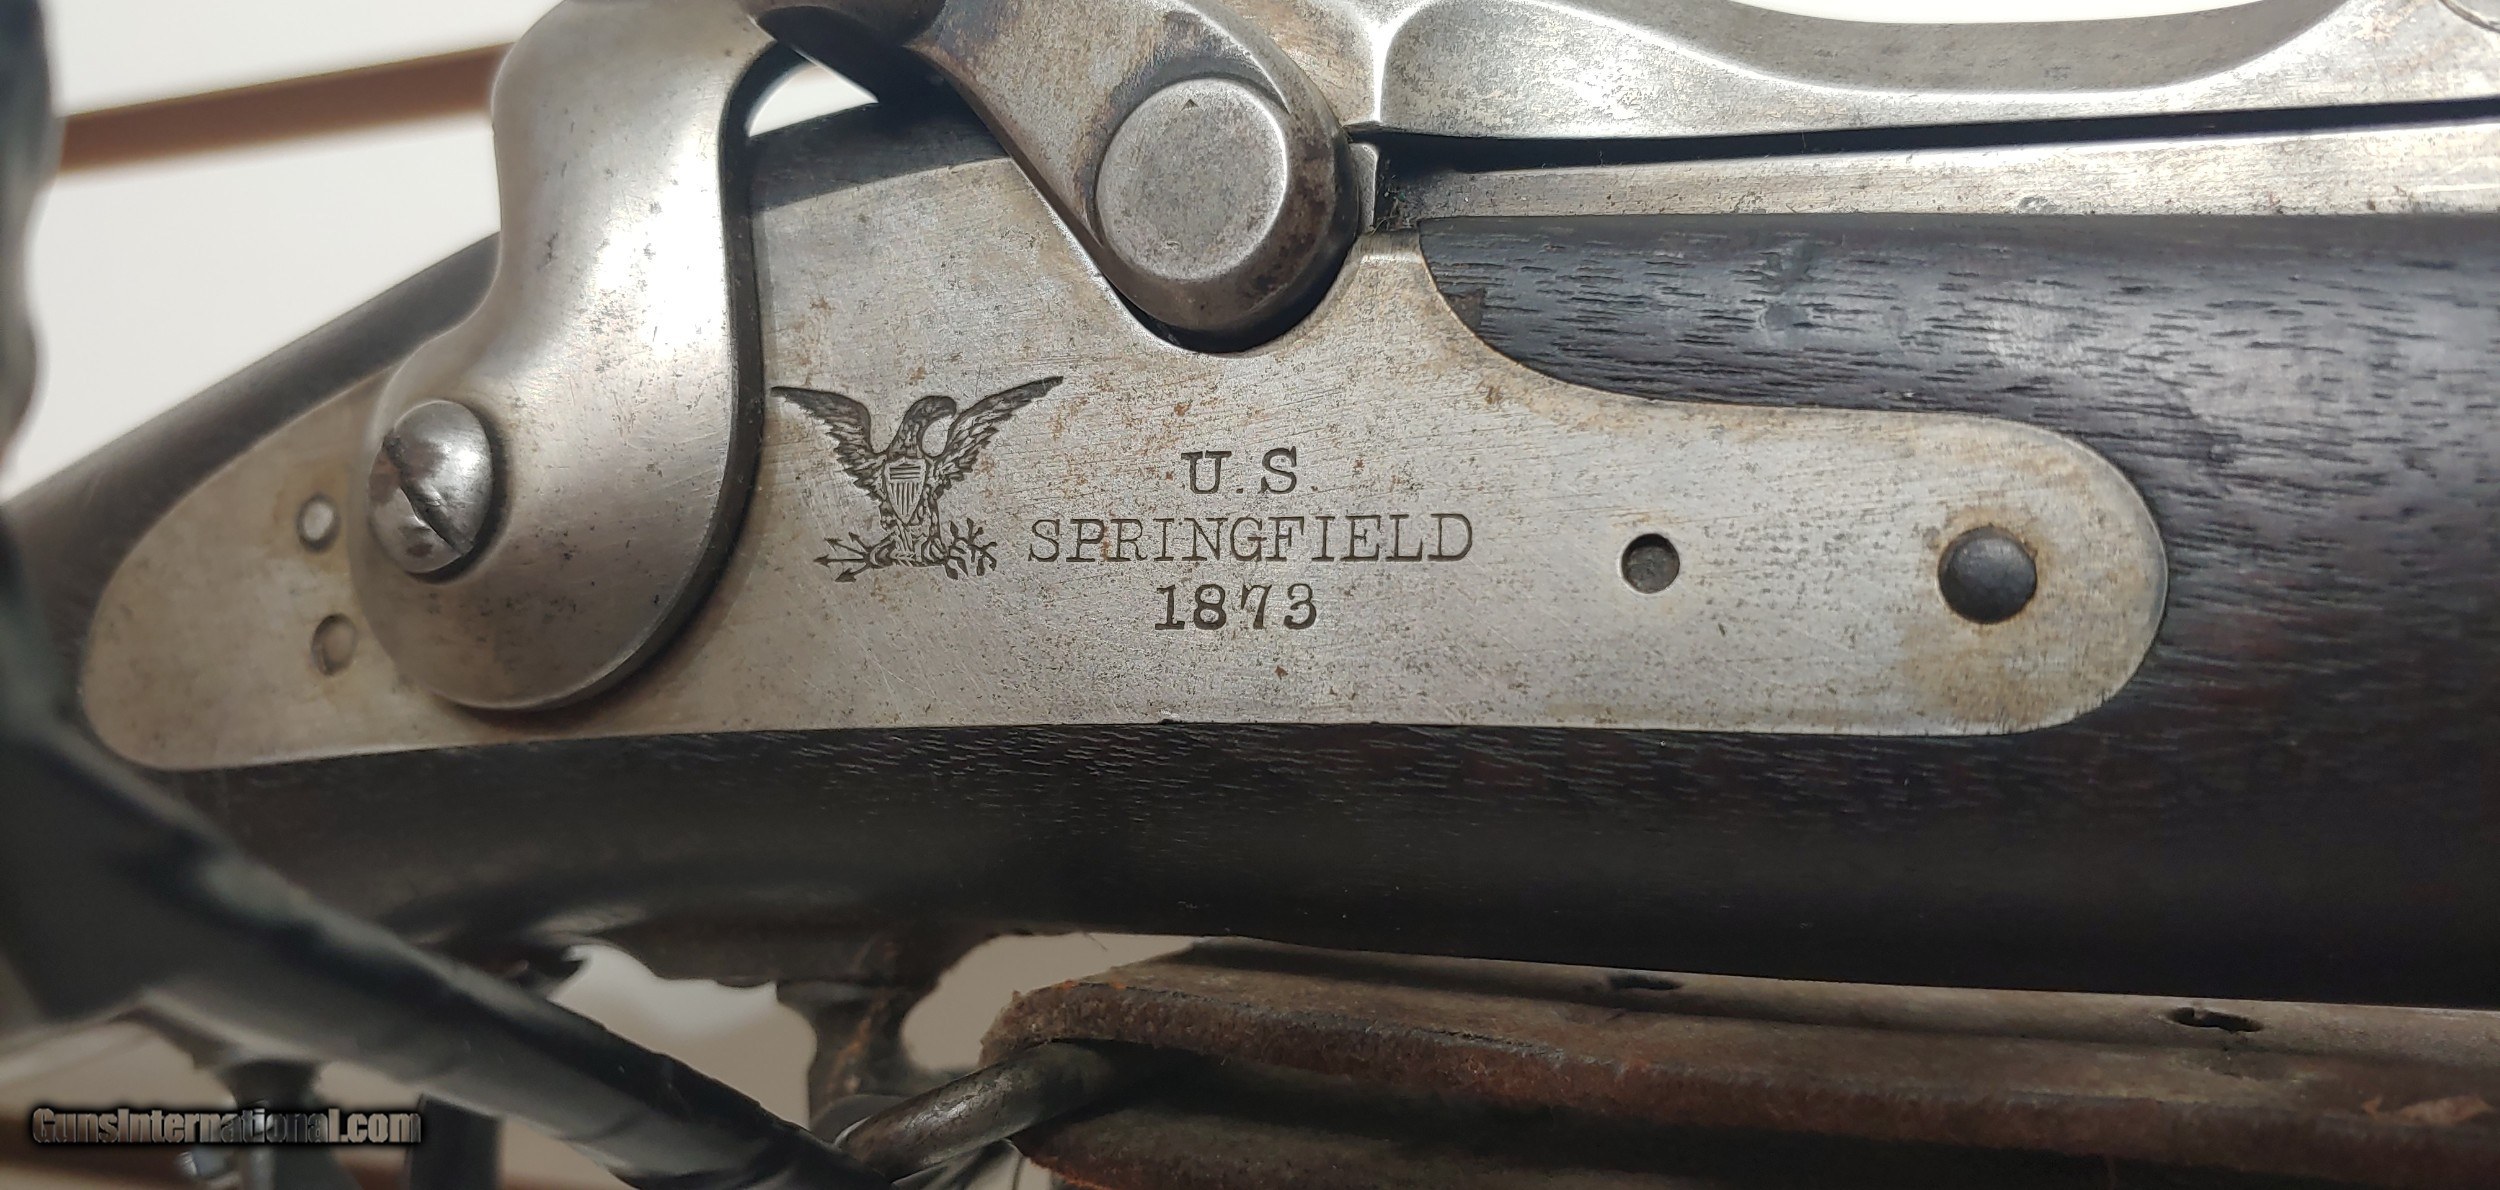 U.S.
SPRINGFIELD
1873
GunsInternational.com